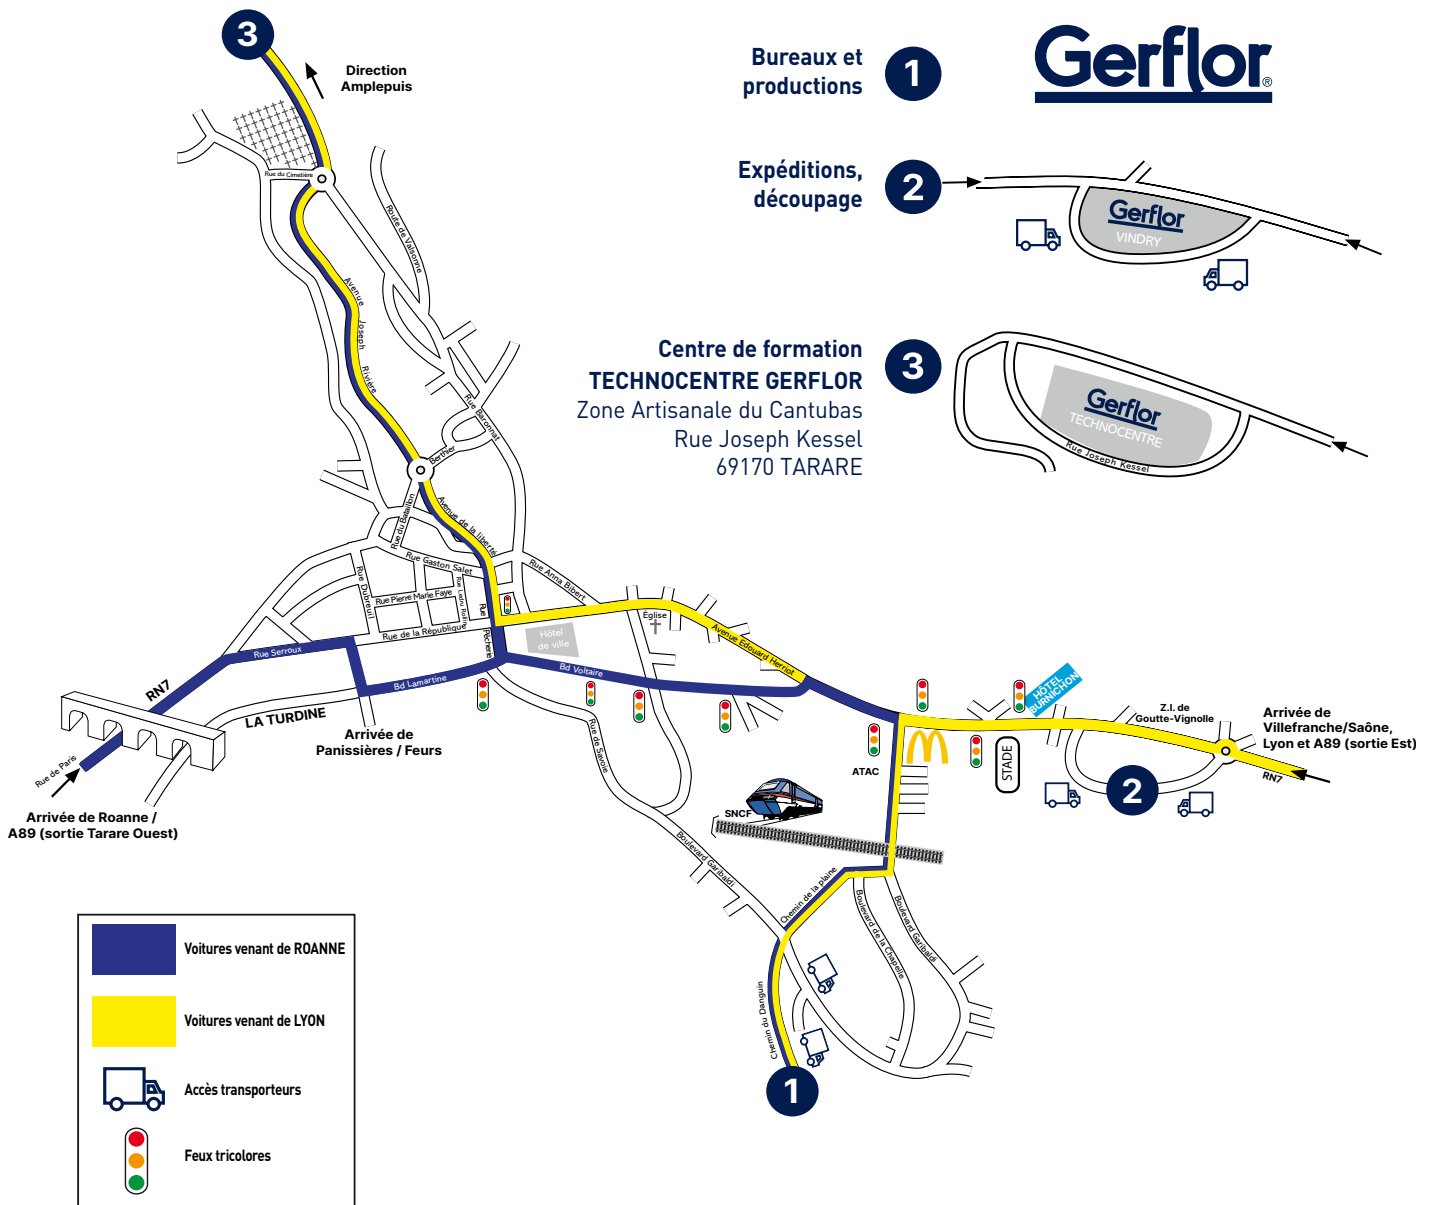 3
Direction
Amplepuis
Bureaux et
productions
1
Gerflor®
Expéditions,
découpage
2
Gerflor
VINDRY
Centre de formation
TECHNOCENTRE GERFLOR
Zone Artisanale du Cantubas
Rue Joseph Kessel
69170 TARARE
3
Gerflor
TECHNOCENTRE
Rue Joseph Kessel
Rue du Cimetière
Route de Valsonne
Avenue Joseph Rivière
Rue Baronnat
Berthier
Rue du Bataillon
Avenue de la liberté
Rue Gaston Salet
Rue Anna Bibert
Rue Dubreuil
Rue Pierre Marie Faye
Rue Ledru Rollin
Rue de la République
Rue Pêcherie
Hôtel
de ville
Église
Avenue Edouard Herriot
Rue Serroux
Bd Lamartine
Bd Voltaire
RN7
LA TURDINE
Arrivée de
Panissières / Feurs
Rue de Paris
Arrivée de Roanne /
A89 (sortie Tarare Ouest)
Rue de Savoie
HÔTEL
BURNICHON
Z.I. de
Goutte-Vignolle
Arrivée de
Villefranche/Saône,
Lyon et A89 (sortie Est)
RN7
STADE
ATAC
2
SNCF
Boulevard Garibaldi
Chemin de la plaine
Boulevard de la Chapelle
Boulevard Garibaldi
Chemin du Danguin
1
Voitures venant de ROANNE
Voitures venant de LYON
Accès transporteurs
Feux tricolores